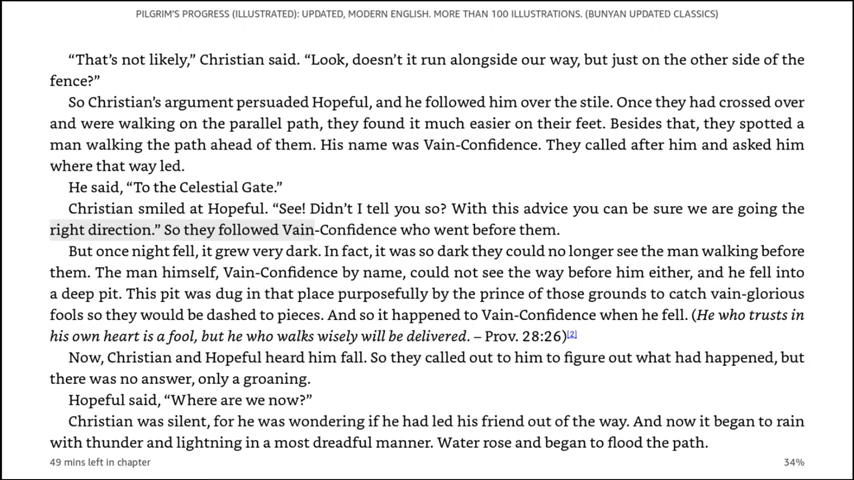 PILGRIM'S PROGRESS (ILLUSTRATED): UPDATED, MODERN ENGLISH. MORE THAN 100 ILLUSTRATIONS. (BUNYAN UPDATED CLASSICS)
“That’s not likely,” Christian said. “Look, doesn’t it run alongside our way, but just on the other side of the
fence?”
So Christian’s argument persuaded Hopeful, and he followed him over the stile. Once they had crossed over
and were walking on the parallel path, they found it much easier on their feet. Besides that, they spotted a
man walking the path ahead of them. His name was Vain-Confidence. They called after him and asked him
where that way led.
He said, “To the Celestial Gate.”
Christian smiled at Hopeful. “See! Didn’t I tell you so? With this advice you can be sure we are going the
right direction.” So they followed Vain-Confidence who went before them.
But once night fell, it grew very dark. In fact, it was so dark they could no longer see the man walking before
them. The man himself, Vain-Confidence by name, could not see the way before him either, and he fell into
a deep pit. This pit was dug in that place purposefully by the prince of those grounds to catch vain-glorious
fools so they would be dashed to pieces. And so it happened to Vain-Confidence when he fell. (He who trusts in
his own heart is a fool, but he who walks wisely will be delivered. – Prov. 28:26)[2]
Now, Christian and Hopeful heard him fall. So they called out to him to figure out what had happened, but
there was no answer, only a groaning.
Hopeful said, “Where are we now?”
Christian was silent, for he was wondering if he had led his friend out of the way. And now it began to rain
with thunder and lightning in a most dreadful manner. Water rose and began to flood the path.
49 mins left in chapter 34%